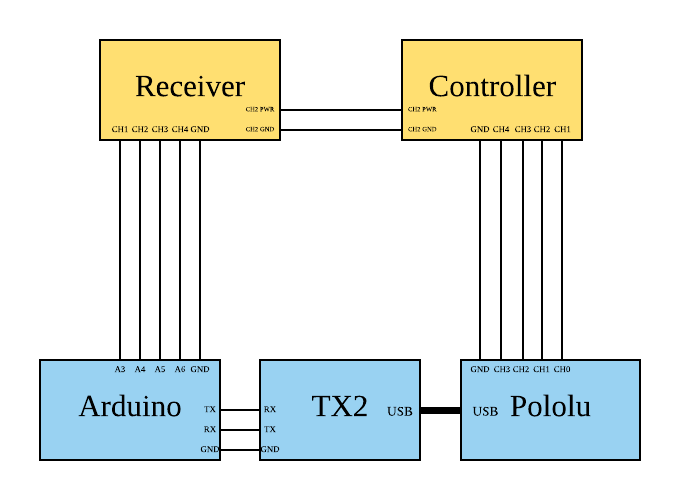 Receiver
CH2 PWR
CH2 GND
CH1 CH2 CH3 CH4 GND
Controller
CH2 PWR
CH2 GND
GND CH4 CH3 CH2 CH1
A3 A4 A5 A6 GND
Arduino
TX
RX
GND
TX2
RX
TX
GND
USB
GND CH3 CH2 CH1 CH0
USB Pololu